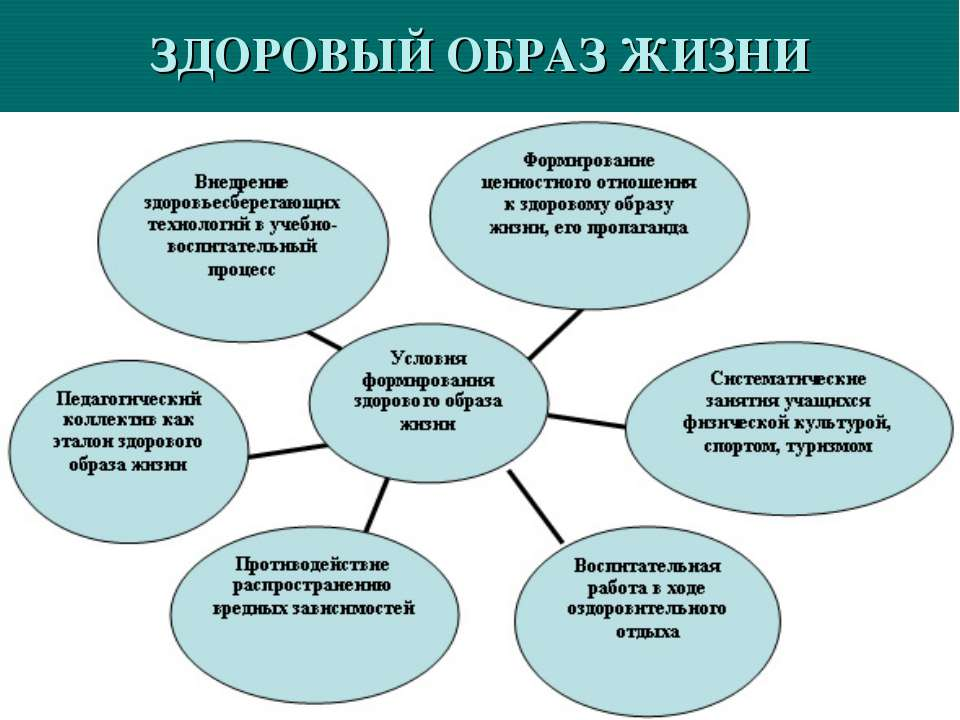 ЗДОРОВЫЙ ОБРАЗ ЖИЗНИ
Внедрение
здоровьесберегающих
технологий в учебно-
воспитательный
процесс
Формирование
ценностного отношения
к здоровому образу
жизни, его пропаганда
Условия
формирования
здорового образа
жизни
Педагогический
коллектив как
эталон здорового
образа жизни
Систематические
занятия учащихся
физической культурой,
спортом, туризмом
Противодействие
распространению
вредных зависимостей
Воспитательная
работа в ходе
оздоровительного
отдыха